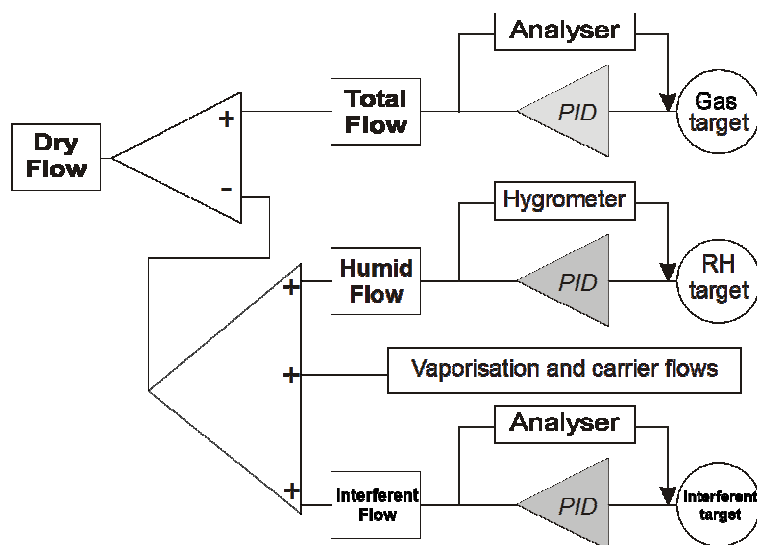 Analyser
Total
Flow
PID
Gas
target
Dry
Flow
+
-
Hygrometer
Humid
Flow
PID
RH
target
+
+
Vaporisation and carrier flows
Analyser
+
Interferent
Flow
PID
Interferent
target